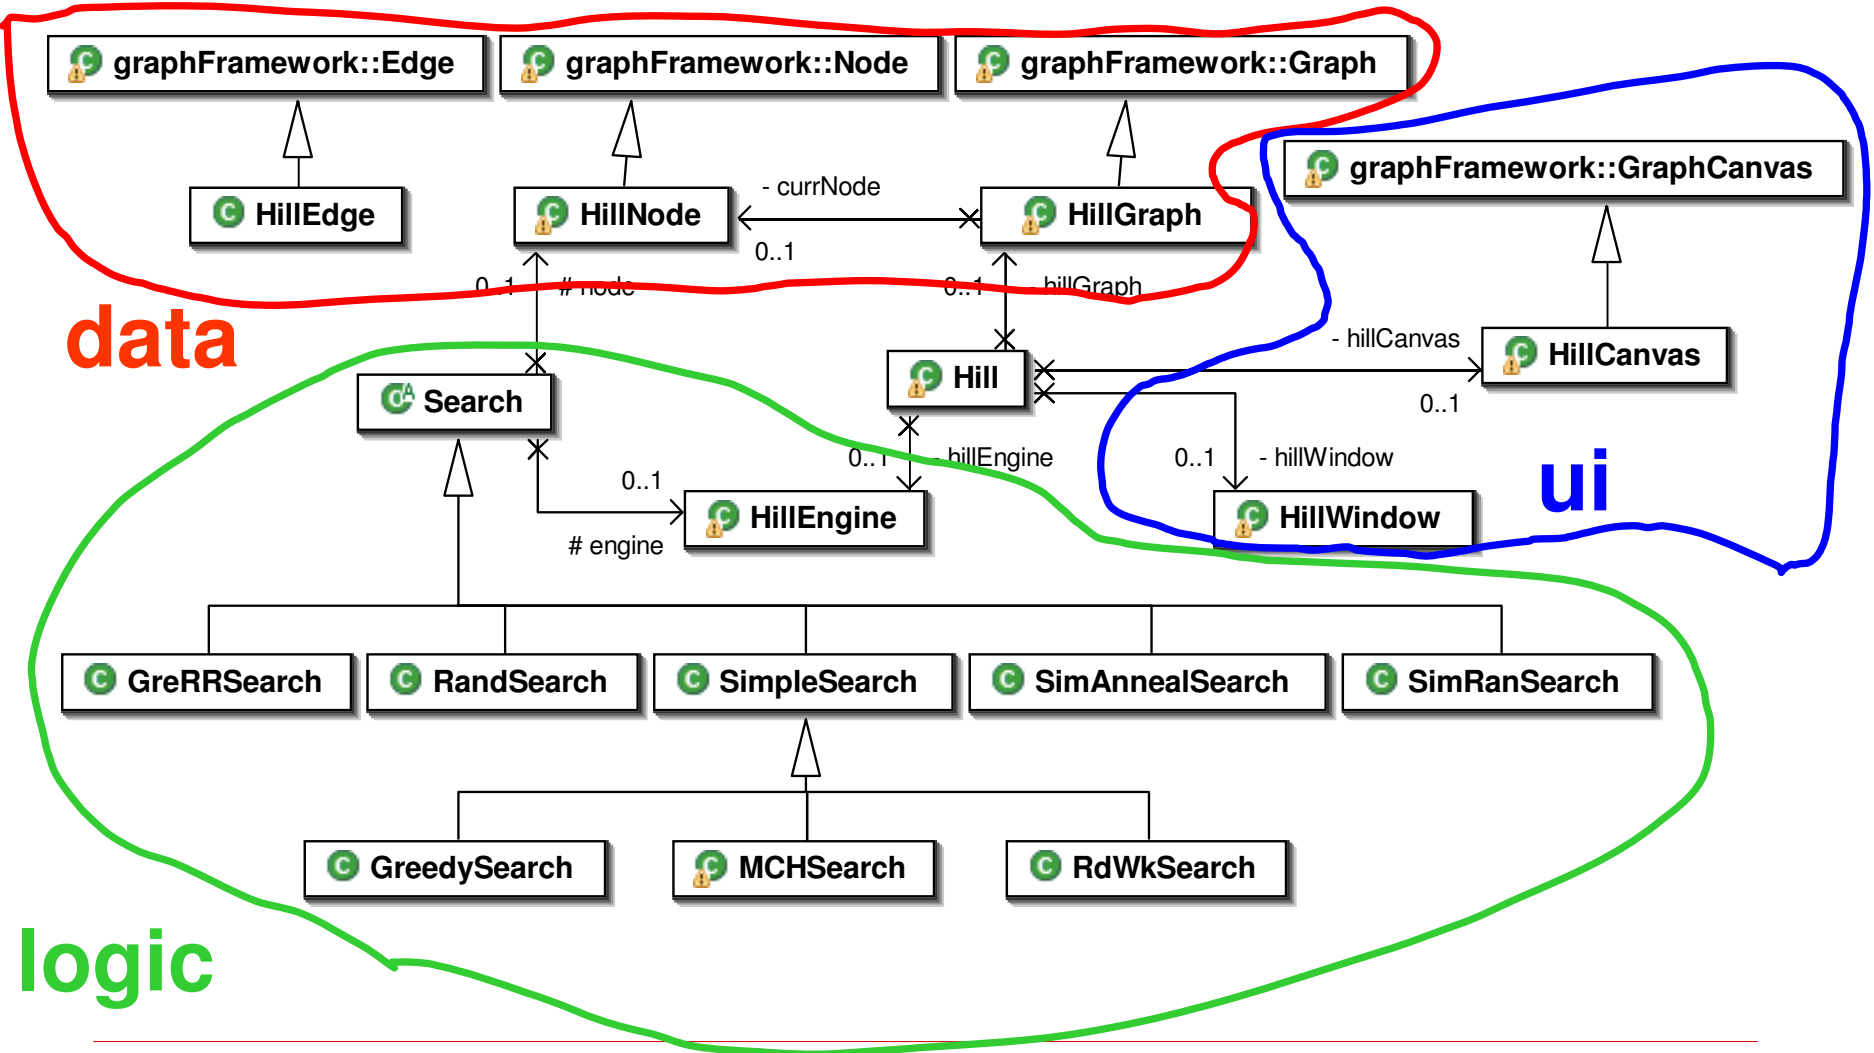 graphFramework::Edge
graphFramework::Node
graphFramework::Graph
graphFramework::GraphCanvas
HillEdge
HillNode
- currNode
0..1
HillGraph
0..1 # node
0..1 - hillGraph
data
- hillCanvas
HillCanvas
0..1
Search
Hill
0..1 - hillEngine
0..1 - hillWindow
ui
0..1
# engine
HillEngine
HillWindow
GreRRSearch
RandSearch
SimpleSearch
SimAnnealSearch
SimRanSearch
GreedySearch
MCHSearch
RdWkSearch
logic